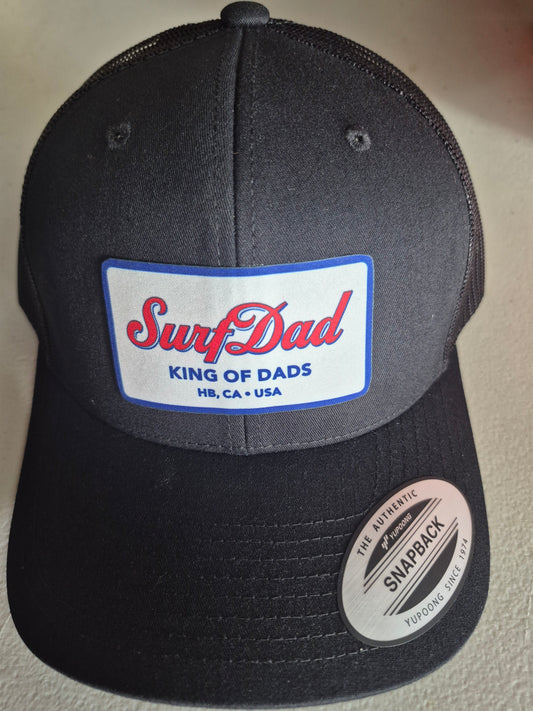 SurfDad
KING OF DADS
HB, CA • USA
THE AUTHENTIC
YUPOONG
SNAPBACK
YUPOONG SINCE 1974